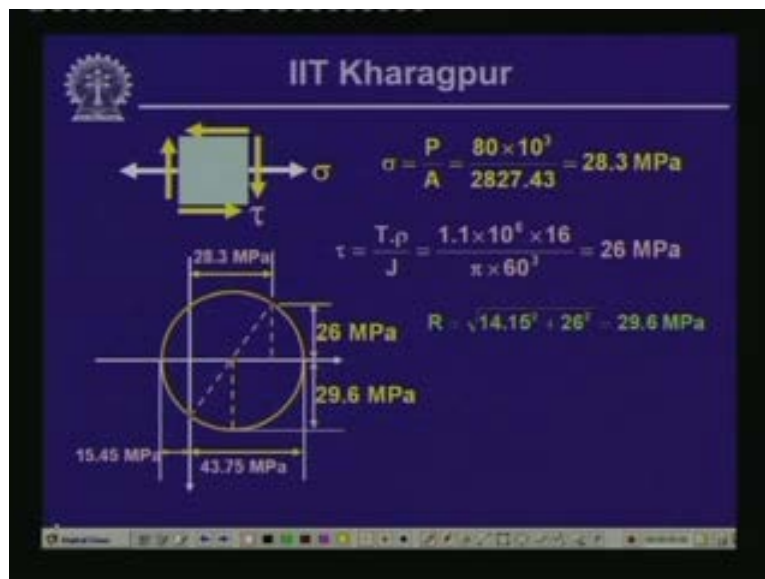 IIT Kharagpur
σ
τ
σ = P/A = 80×10³/2827.43 = 28.3 MPa
τ = T.ρ/J = 1.1×10⁶×16/π×60³ = 26 MPa
R = √14.15² + 26² = 29.6 MPa
28.3 MPa
26 MPa
29.6 MPa
15.45 MPa
43.75 MPa